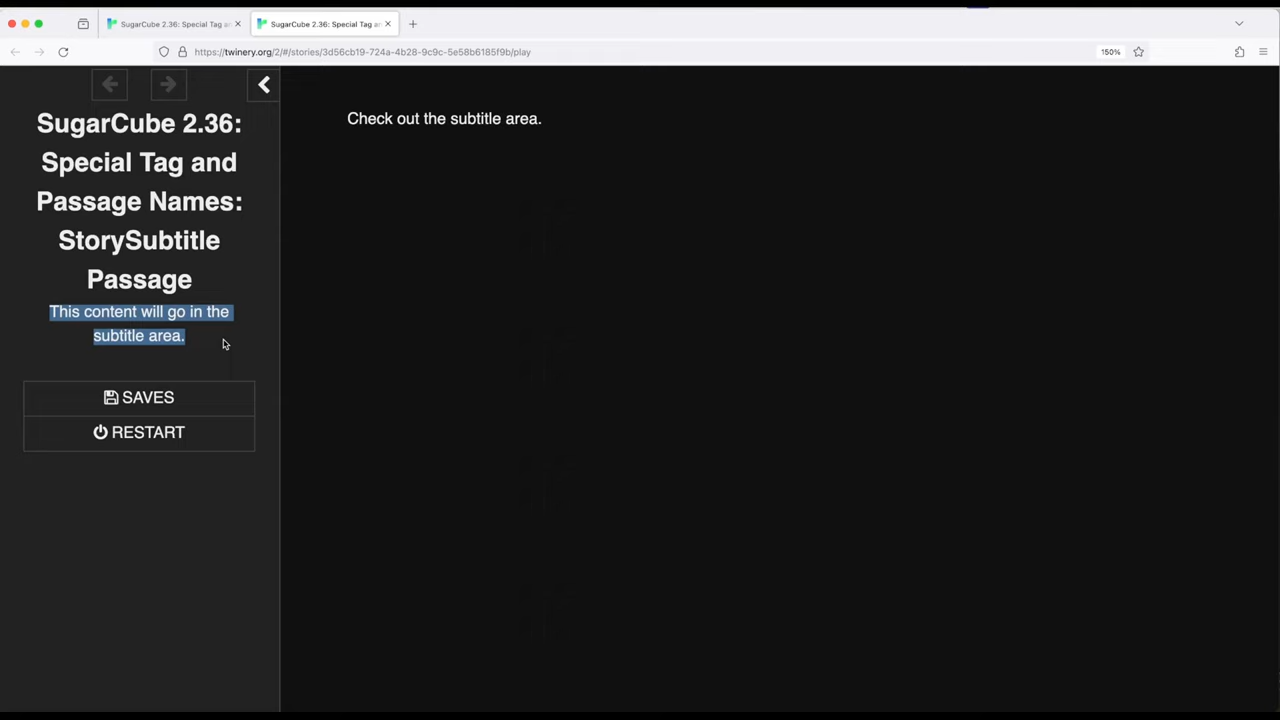 SugarCube 2.36: Special Tag an
SugarCube 2.36: Special Tag an
https://twinery.org/2/#/stories/3d56cb19-724a-4b28-9c9c-5e58b6185f9b/play
150%
SugarCube 2.36:
Special Tag and
Passage Names:
StorySubtitle
Passage
This content will go in the
subtitle area.
SAVES
RESTART
Check out the subtitle area.